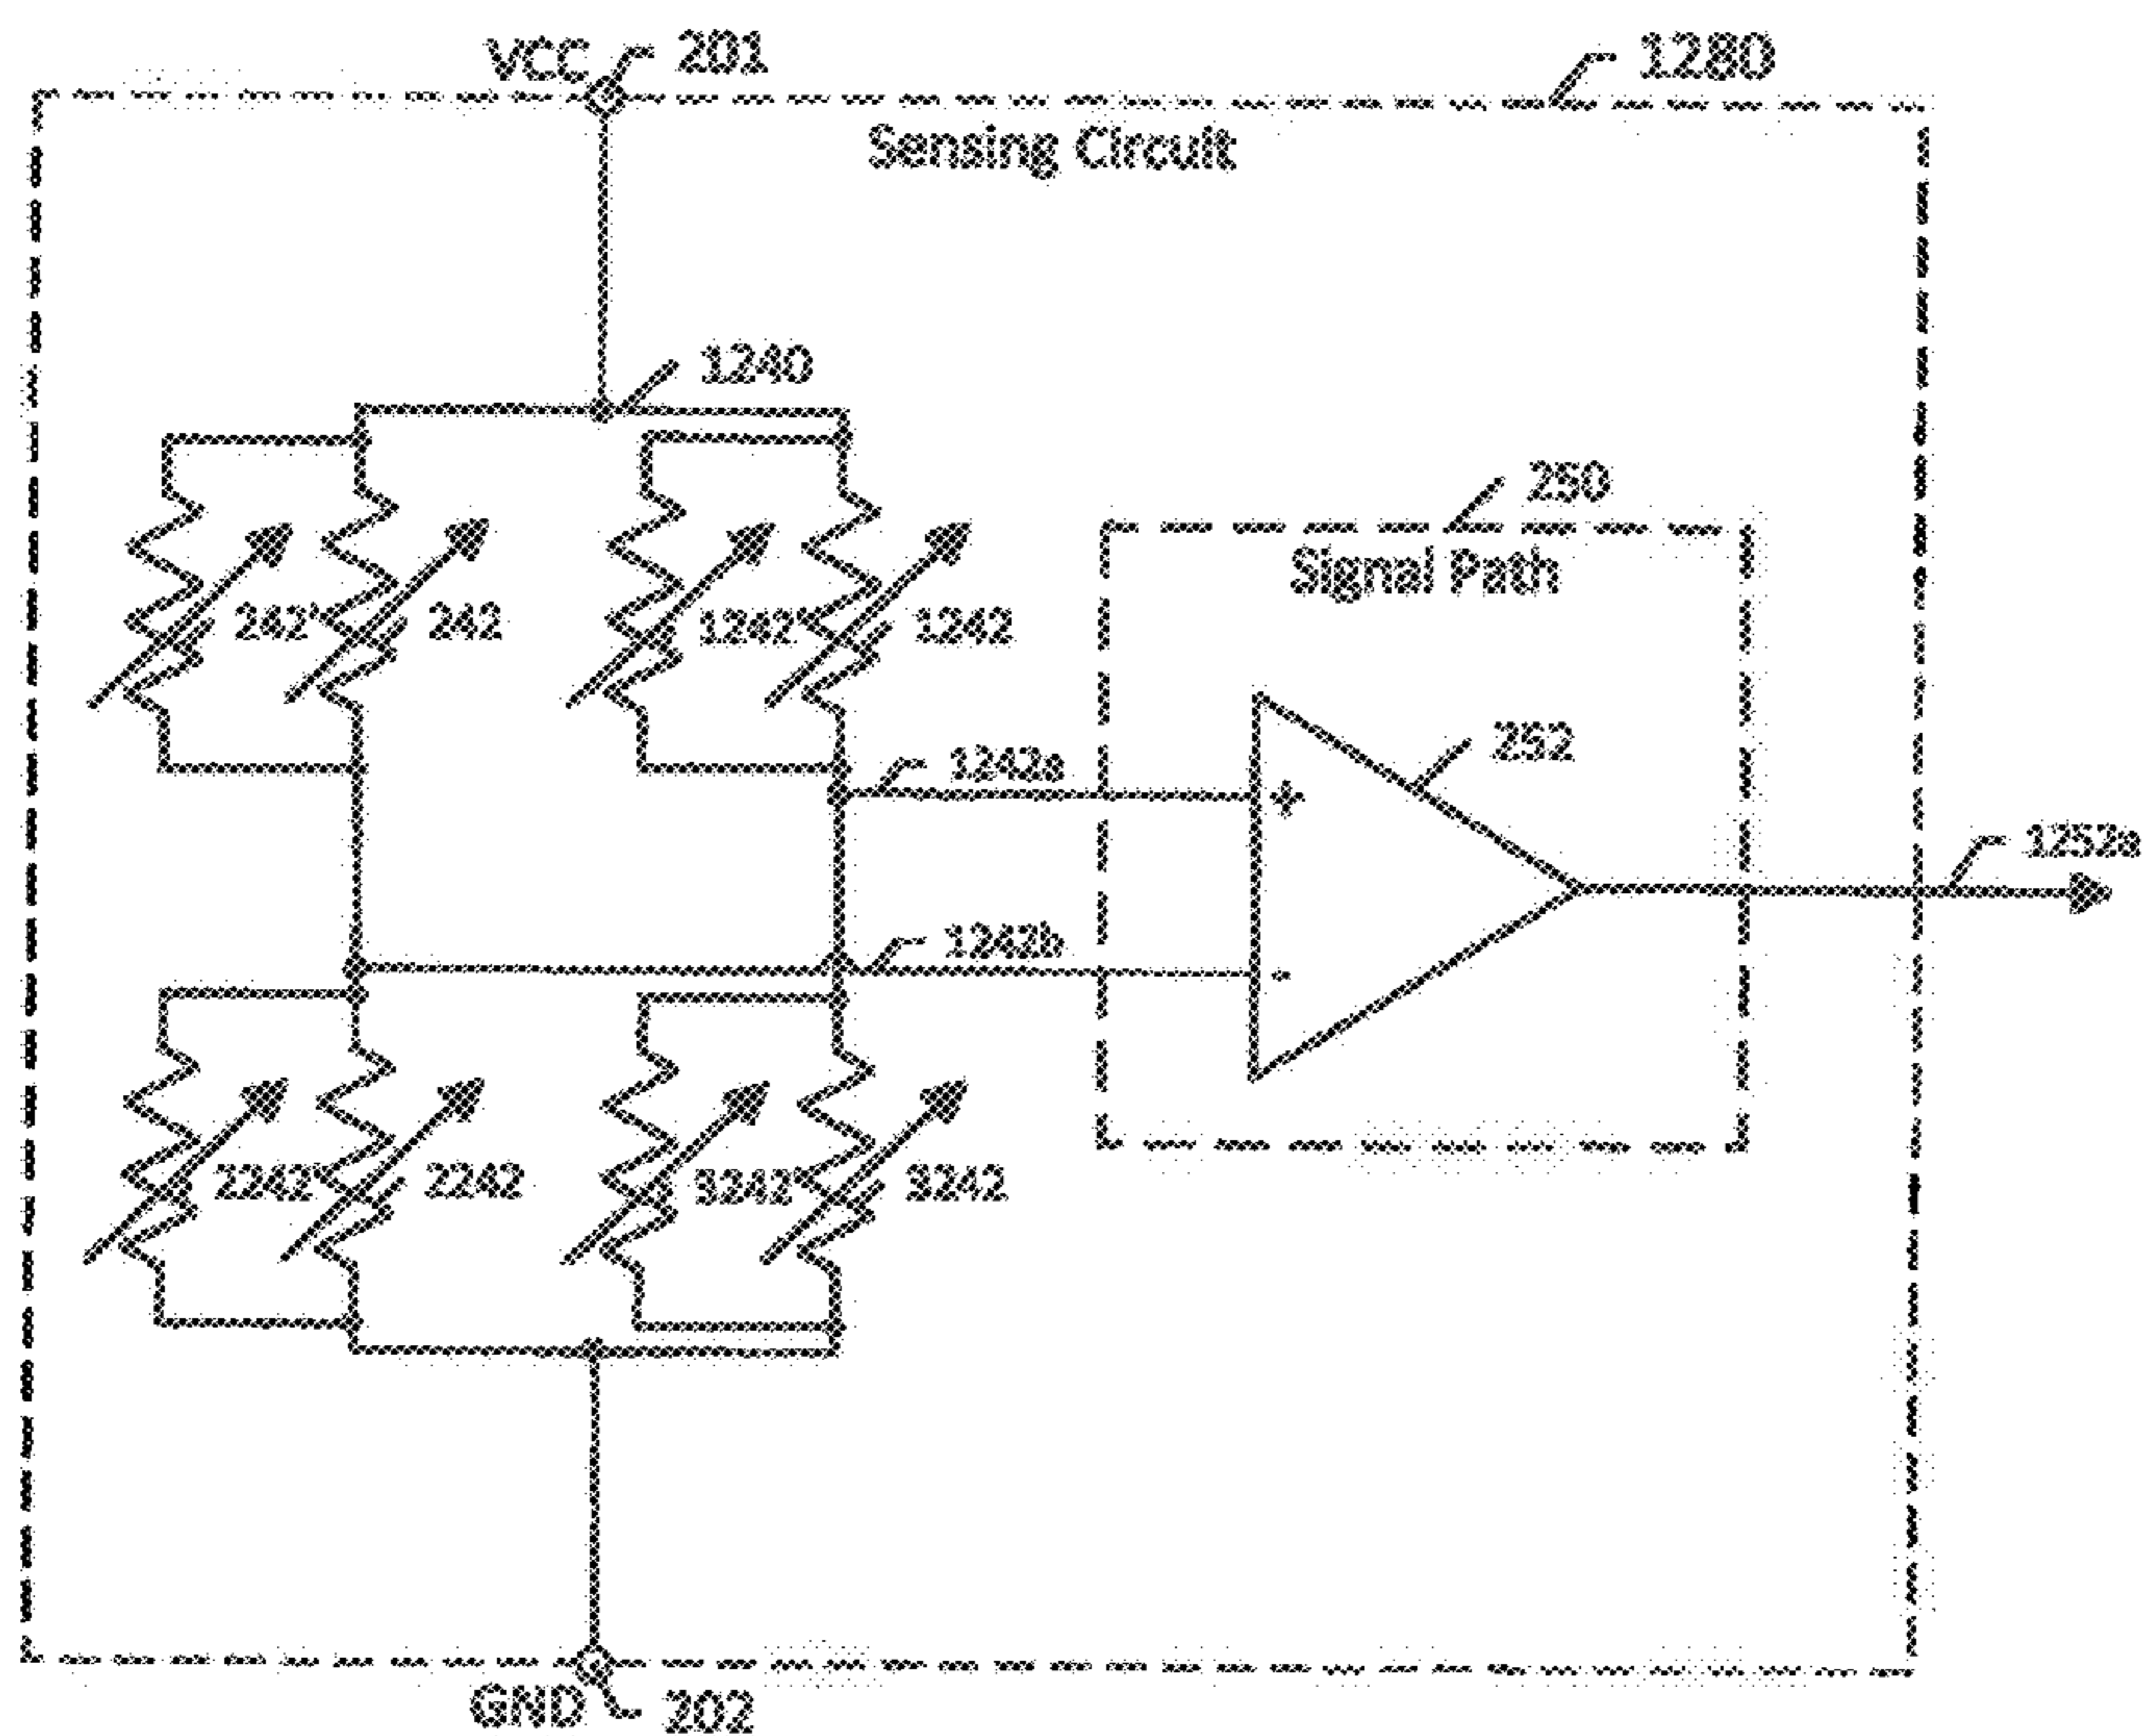 VCC 201
1280
Sensing Circuit
1240
250
Signal Path
242' 242 1242' 1242
252
1242a
1252a
1242b
2242' 2242 3242' 3242
+
-
GND 202